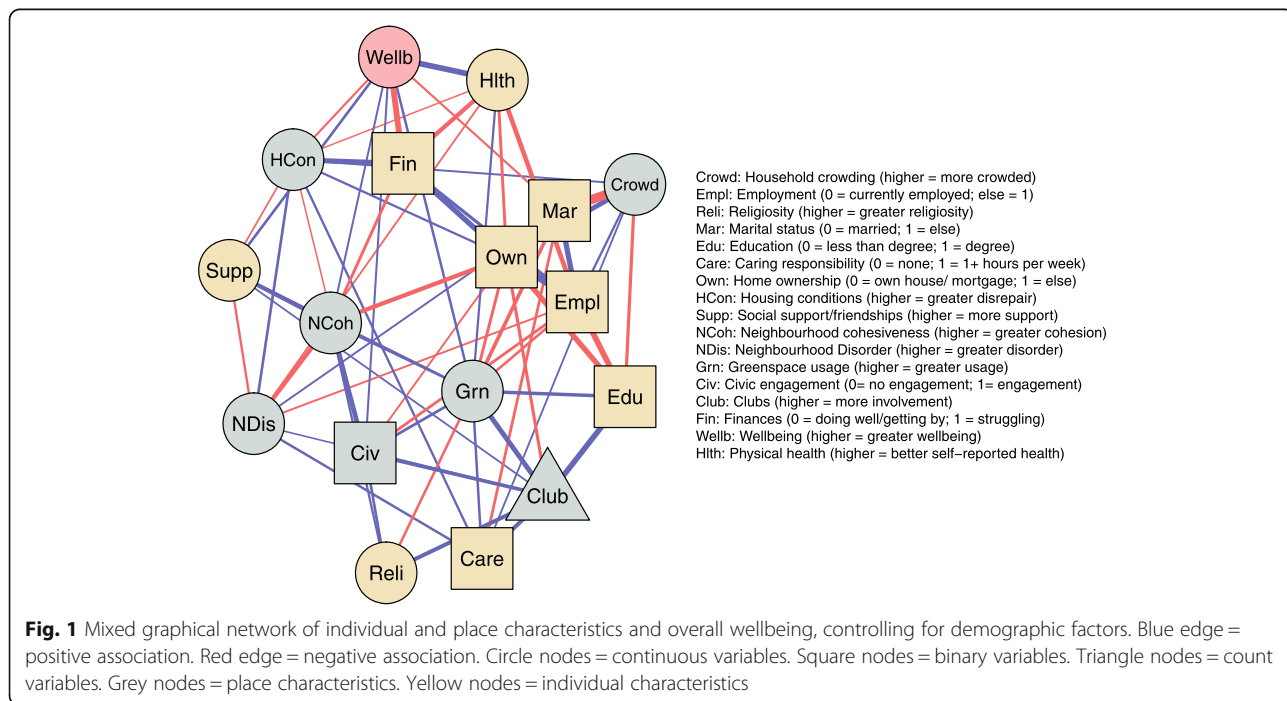 Wellb
Hlth
HCon
Fin
Crowd
Mar
Own
Supp
Empl
NCoh
Grn
Edu
NDis
Civ
Club
Care
Reli
Crowd: Household crowding (higher = more crowded)
Empl: Employment (0 = currently employed; else = 1)
Reli: Religiosity (higher = greater religiosity)
Mar: Marital status (0 = married; 1 = else)
Edu: Education (0 = less than degree; 1 = degree)
Care: Caring responsibility (0 = none; 1 = 1+ hours per week)
Own: Home ownership (0 = own house/ mortgage; 1 = else)
HCon: Housing conditions (higher = greater disrepair)
Supp: Social support/friendships (higher = more support)
NCoh: Neighbourhood cohesiveness (higher = greater cohesion)
NDis: Neighbourhood Disorder (higher = greater disorder)
Grn: Greenspace usage (higher = greater usage)
Civ: Civic engagement (0= no engagement; 1= engagement)
Club: Clubs (higher = more involvement)
Fin: Finances (0 = doing well/getting by; 1 = struggling)
Wellb: Wellbeing (higher = greater wellbeing)
Hlth: Physical health (higher = better self−reported health)
Fig. 1 Mixed graphical network of individual and place characteristics and overall wellbeing, controlling for demographic factors. Blue edge =
positive association. Red edge = negative association. Circle nodes = continuous variables. Square nodes = binary variables. Triangle nodes = count
variables. Grey nodes = place characteristics. Yellow nodes = individual characteristics